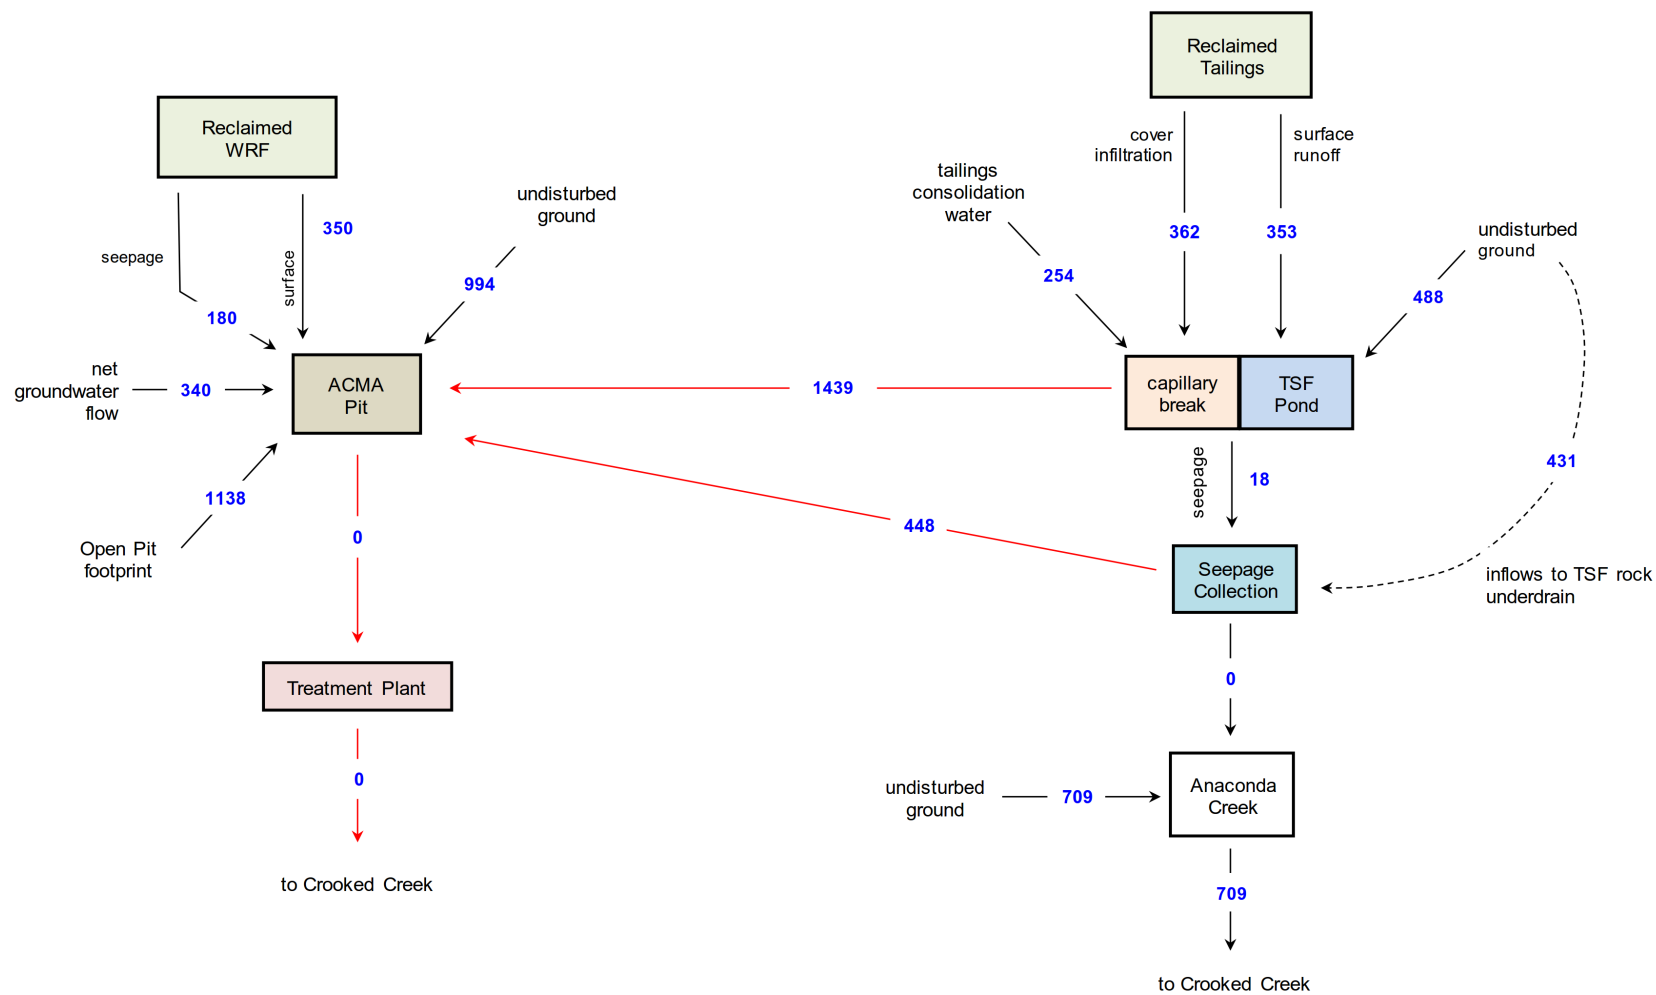 Reclaimed
Tailings
Reclaimed
WRF
cover
infiltration
surface
runoff
tailings
consolidation
water
undisturbed
ground
350
seepage
surface
362
353
undisturbed
ground
254
994
488
180
net
groundwater
flow
340
ACMA
Pit
1439
capillary
break
TSF
Pond
431
seepage
18
1138
448
0
Open Pit
footprint
Seepage
Collection
inflows to TSF rock
underdrain
Treatment Plant
0
0
undisturbed
ground
709
Anaconda
Creek
to Crooked Creek
709
to Crooked Creek